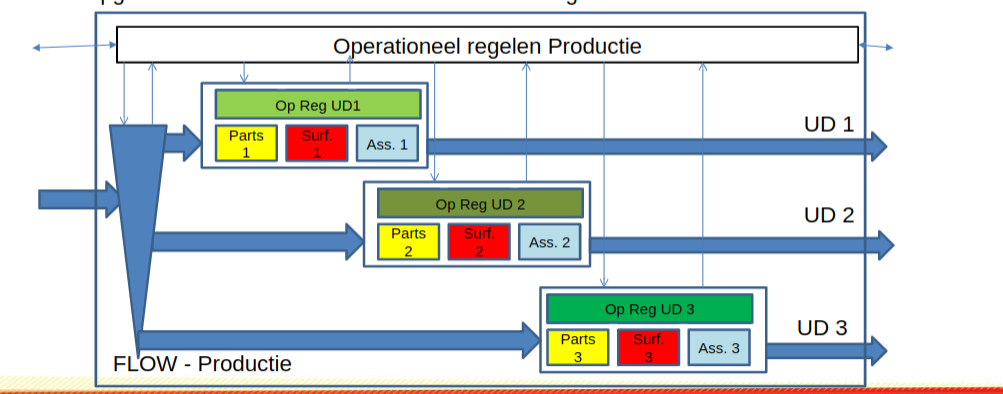 Operationeel regelen Productie
Op Reg UD1
Parts
1
Surf.
1
Ass. 1
UD 1
Op Reg UD 2
Parts
2
Surf.
2
Ass. 2
UD 2
Op Reg UD 3
Parts
3
Surf.
3
Ass. 3
UD 3
FLOW - Productie